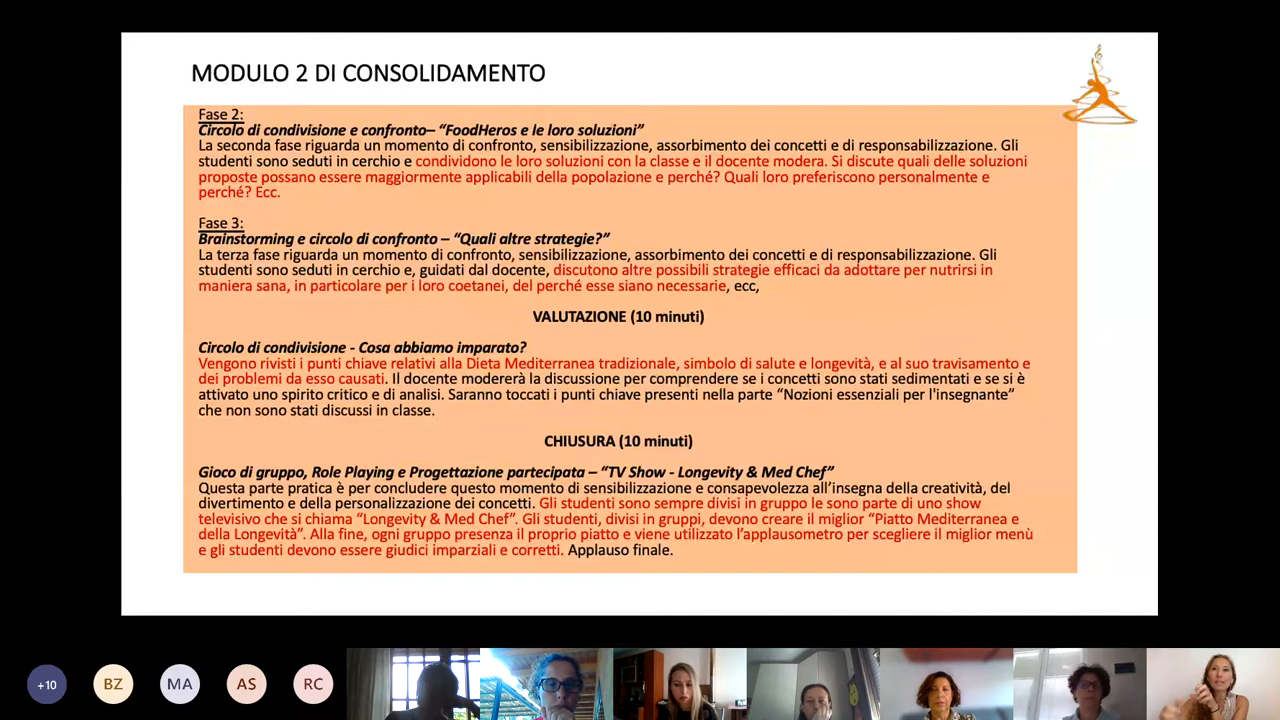 MODULO 2 DI CONSOLIDAMENTO
Fase 2:
Circolo di condivisione e confronto– “FoodHeros e le loro soluzioni”
La seconda fase riguarda un momento di confronto, sensibilizzazione, assorbimento dei concetti e di responsabilizzazione. Gli
studenti sono seduti in cerchio e condividono le loro soluzioni con la classe e il docente modera. Si discute quali delle soluzioni
proposte possano essere maggiormente applicabili della popolazione e perché? Quali loro preferiscono personalmente e
perché? Ecc.
Fase 3:
Brainstorming e circolo di confronto – “Quali altre strategie?”
La terza fase riguarda un momento di confronto, sensibilizzazione, assorbimento dei concetti e di responsabilizzazione. Gli
studenti sono seduti in cerchio e, guidati dal docente, discutono altre possibili strategie efficaci da adottare per nutrirsi in
maniera sana, in particolare per i loro coetanei, del perché esse siano necessarie, ecc,
VALUTAZIONE (10 minuti)
Circolo di condivisione - Cosa abbiamo imparato?
Vengono rivisti i punti chiave relativi alla Dieta Mediterranea tradizionale, simbolo di salute e longevità, e al suo travisamento e
dei problemi da esso causati. Il docente modererà la discussione per comprendere se i concetti sono stati sedimentati e se si è
attivato uno spirito critico e di analisi. Saranno toccati i punti chiave presenti nella parte “Nozioni essenziali per l'insegnante”
che non sono stati discussi in classe.
CHIUSURA (10 minuti)
Gioco di gruppo, Role Playing e Progettazione partecipata – “TV Show - Longevity & Med Chef”
Questa parte pratica è per concludere questo momento di sensibilizzazione e consapevolezza all’insegna della creatività, del
divertimento e della personalizzazione dei concetti. Gli studenti sono sempre divisi in gruppo le sono parte di uno show
televisivo che si chiama “Longevity & Med Chef”. Gli studenti, divisi in gruppi, devono creare il miglior “Piatto Mediterranea e
della Longevità”. Alla fine, ogni gruppo presenza il proprio piatto e viene utilizzato l’applausometro per scegliere il miglior menù
e gli studenti devono essere giudici imparziali e corretti. Applauso finale.
+10 BZ MA AS RC